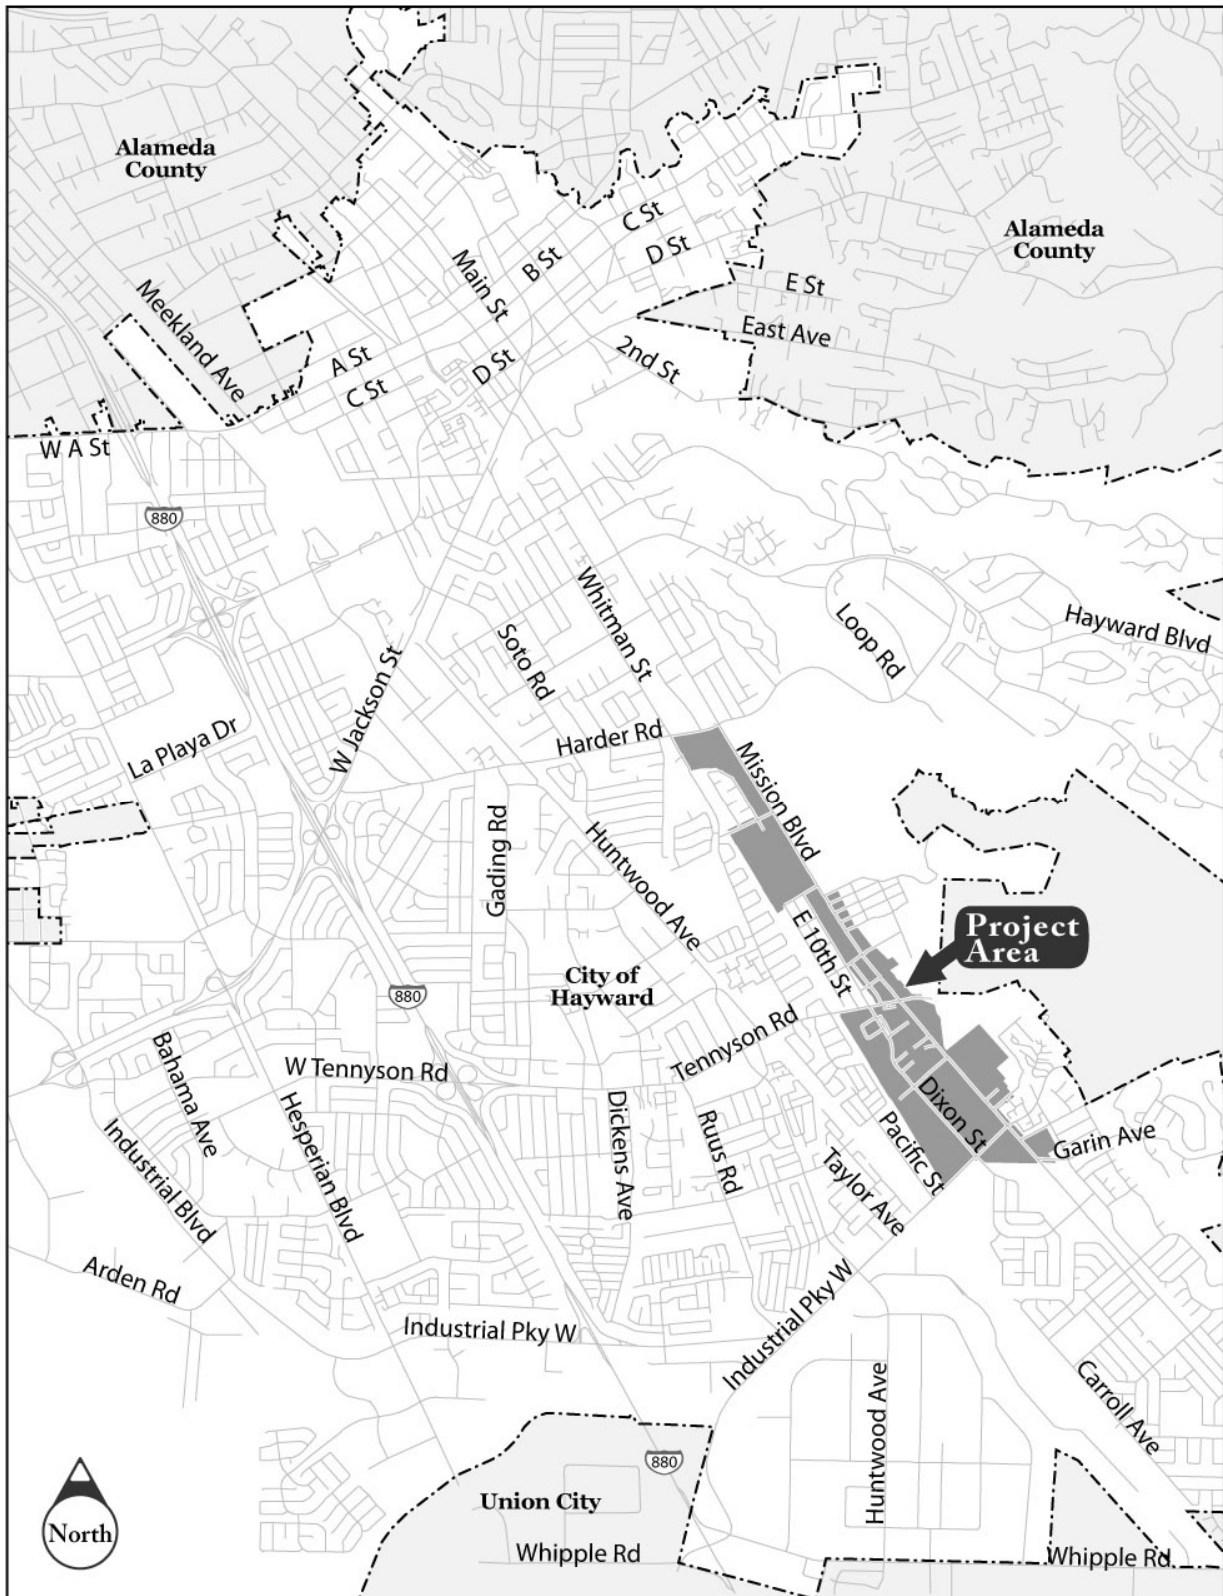 Alameda
County
C St
D St
B St
Main St
Alameda
County
E St
East Ave
Meekland Ave
A St
C St
D St
2nd St
W A St
880
Whitman St
Soto Rd
Loop Rd
Hayward Blvd
W Jackson St
La Playa Dr
Harder Rd
Mission Blvd
Gading Rd
Huntwood Ave
E 10th St
Project
Area
City of
Hayward
880
Tennyson Rd
W Tennyson Rd
Bahama Ave
Hesperian Blvd
Industrial Blvd
Dickens Ave
Ruus Rd
Dixon St
Pacific St
Garin Ave
Taylor Ave
Arden Rd
Industrial Pky W
Industrial Pky W
Huntwood Ave
Carroll Ave
880
Union City
North
Whipple Rd
Whipple Rd